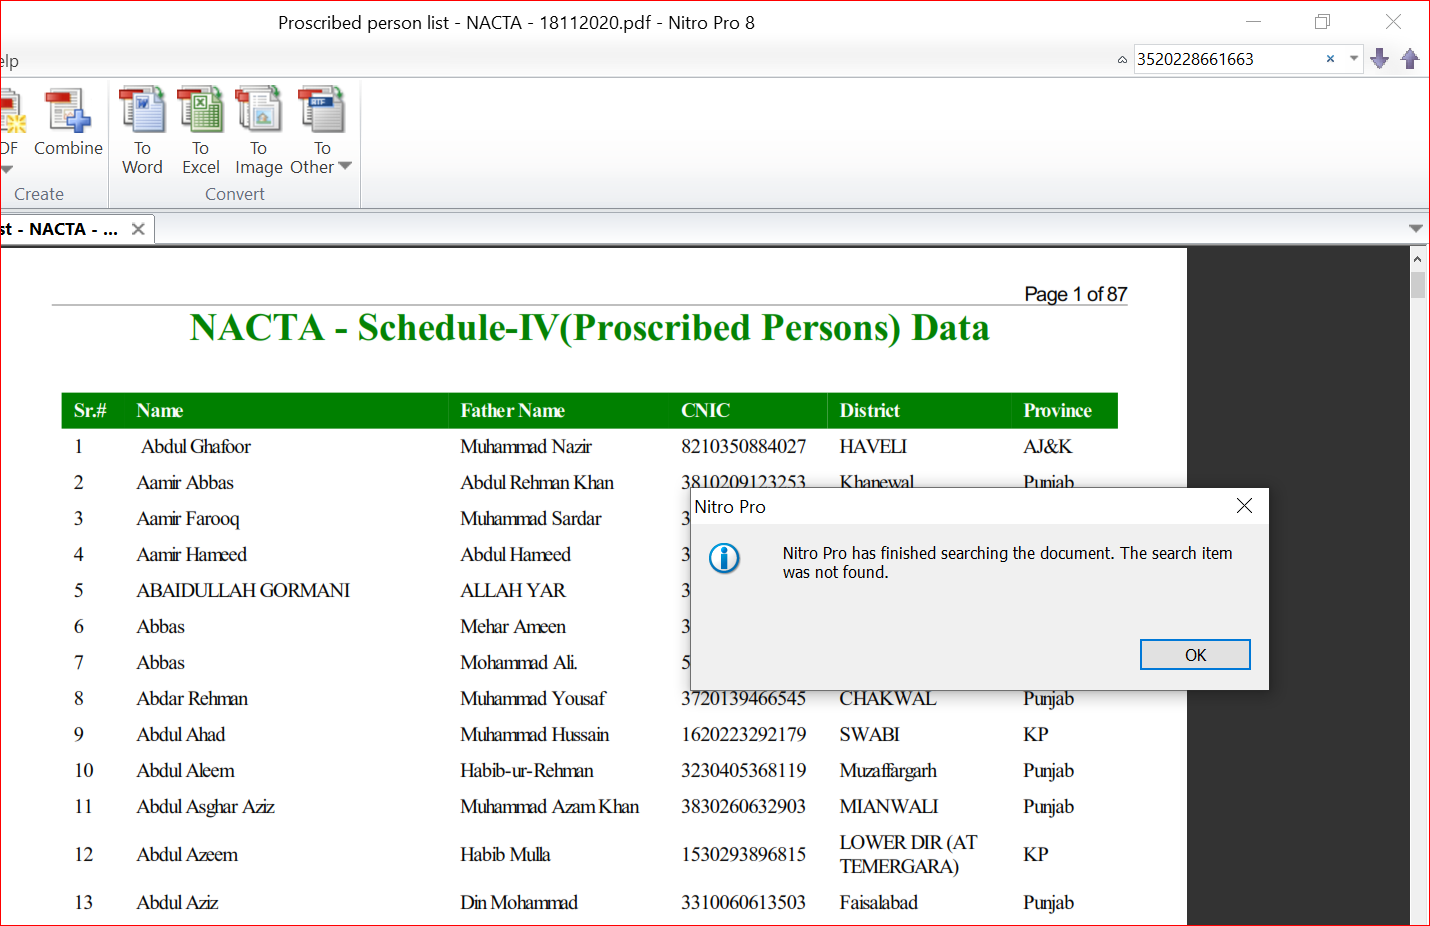 Proscribed person list - NACTA - 18112020.pdf - Nitro Pro 8
elp
3520228661663
DF Combine To Word To Excel To Image To Other
Create Convert
st - NACTA - ...
Page 1 of 87
NACTA - Schedule-IV(Proscribed Persons) Data
Sr.# Name Father Name CNIC District Province
1 Abdul Ghafoor Muhammad Nazir 8210350884027 HAVELI AJ&K
2 Aamir Abbas Abdul Rehman Khan 3810209123253 Khanewal Punjab
3 Aamir Farooq Muhammad Sardar 3
4 Aamir Hameed Abdul Hameed 3
5 ABAIDULLAH GORMANI ALLAH YAR 3
6 Abbas Mehar Ameen 3
7 Abbas Mohammad Ali. 5
8 Abdar Rehman Muhammad Yousaf 3720139466545 CHAKWAL Punjab
9 Abdul Ahad Muhammad Hussain 1620223292179 SWABI KP
10 Abdul Aleem Habib-ur-Rehman 3230405368119 Muzaffargarh Punjab
11 Abdul Asghar Aziz Muhammad Azam Khan 3830260632903 MIANWALI Punjab
12 Abdul Azeem Habib Mulla 1530293896815 LOWER DIR (AT TEMERGARA) KP
13 Abdul Aziz Din Mohammad 3310060613503 Faisalabad Punjab
Nitro Pro
Nitro Pro has finished searching the document. The search item
was not found.
OK